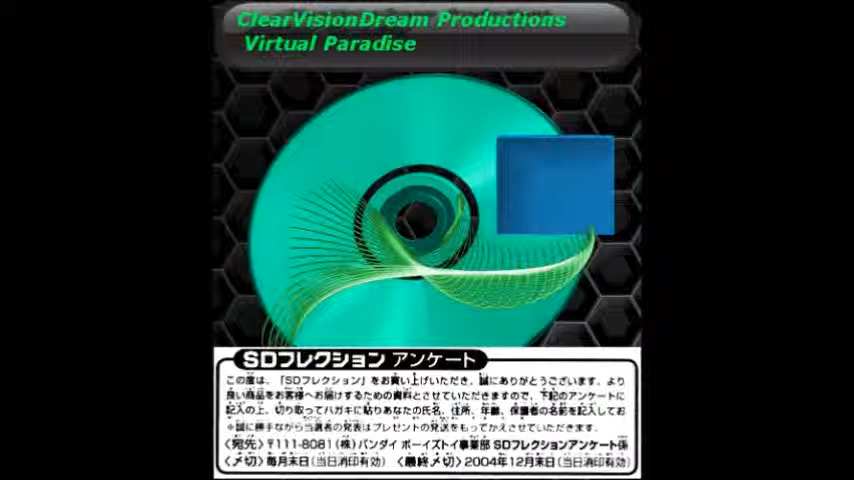 ClearVisionDream Productions
Virtual Paradise
SDフレクション アンケート
この度は、「SDフレクション」をお買い上げいただき、誠にありがとうございます。より
良い商品をお客様へお届けするための資料とさせていただきますので、下記のアンケートに
記入の上、切り取ってハガキに貼りあなたの氏名、住所、年齢、保護者の名前を記入してお
※誠に勝手ながら当選者の発表はプレゼントの発送をもってかえさせていただきます。
〈宛先〉〒111-8081(株)バンダイ ボーイズトイ事業部 SDフレクションアンケート係
〈〆切〉毎月末日(当日消印有効) 〈最終〆切〉2004年12月末日(当日消印有効)